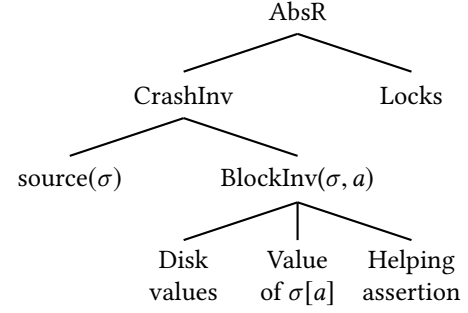 AbsR
CrashInv Locks
source(σ) BlockInv(σ, a)
Disk Value Helping
values of σ[a] assertion